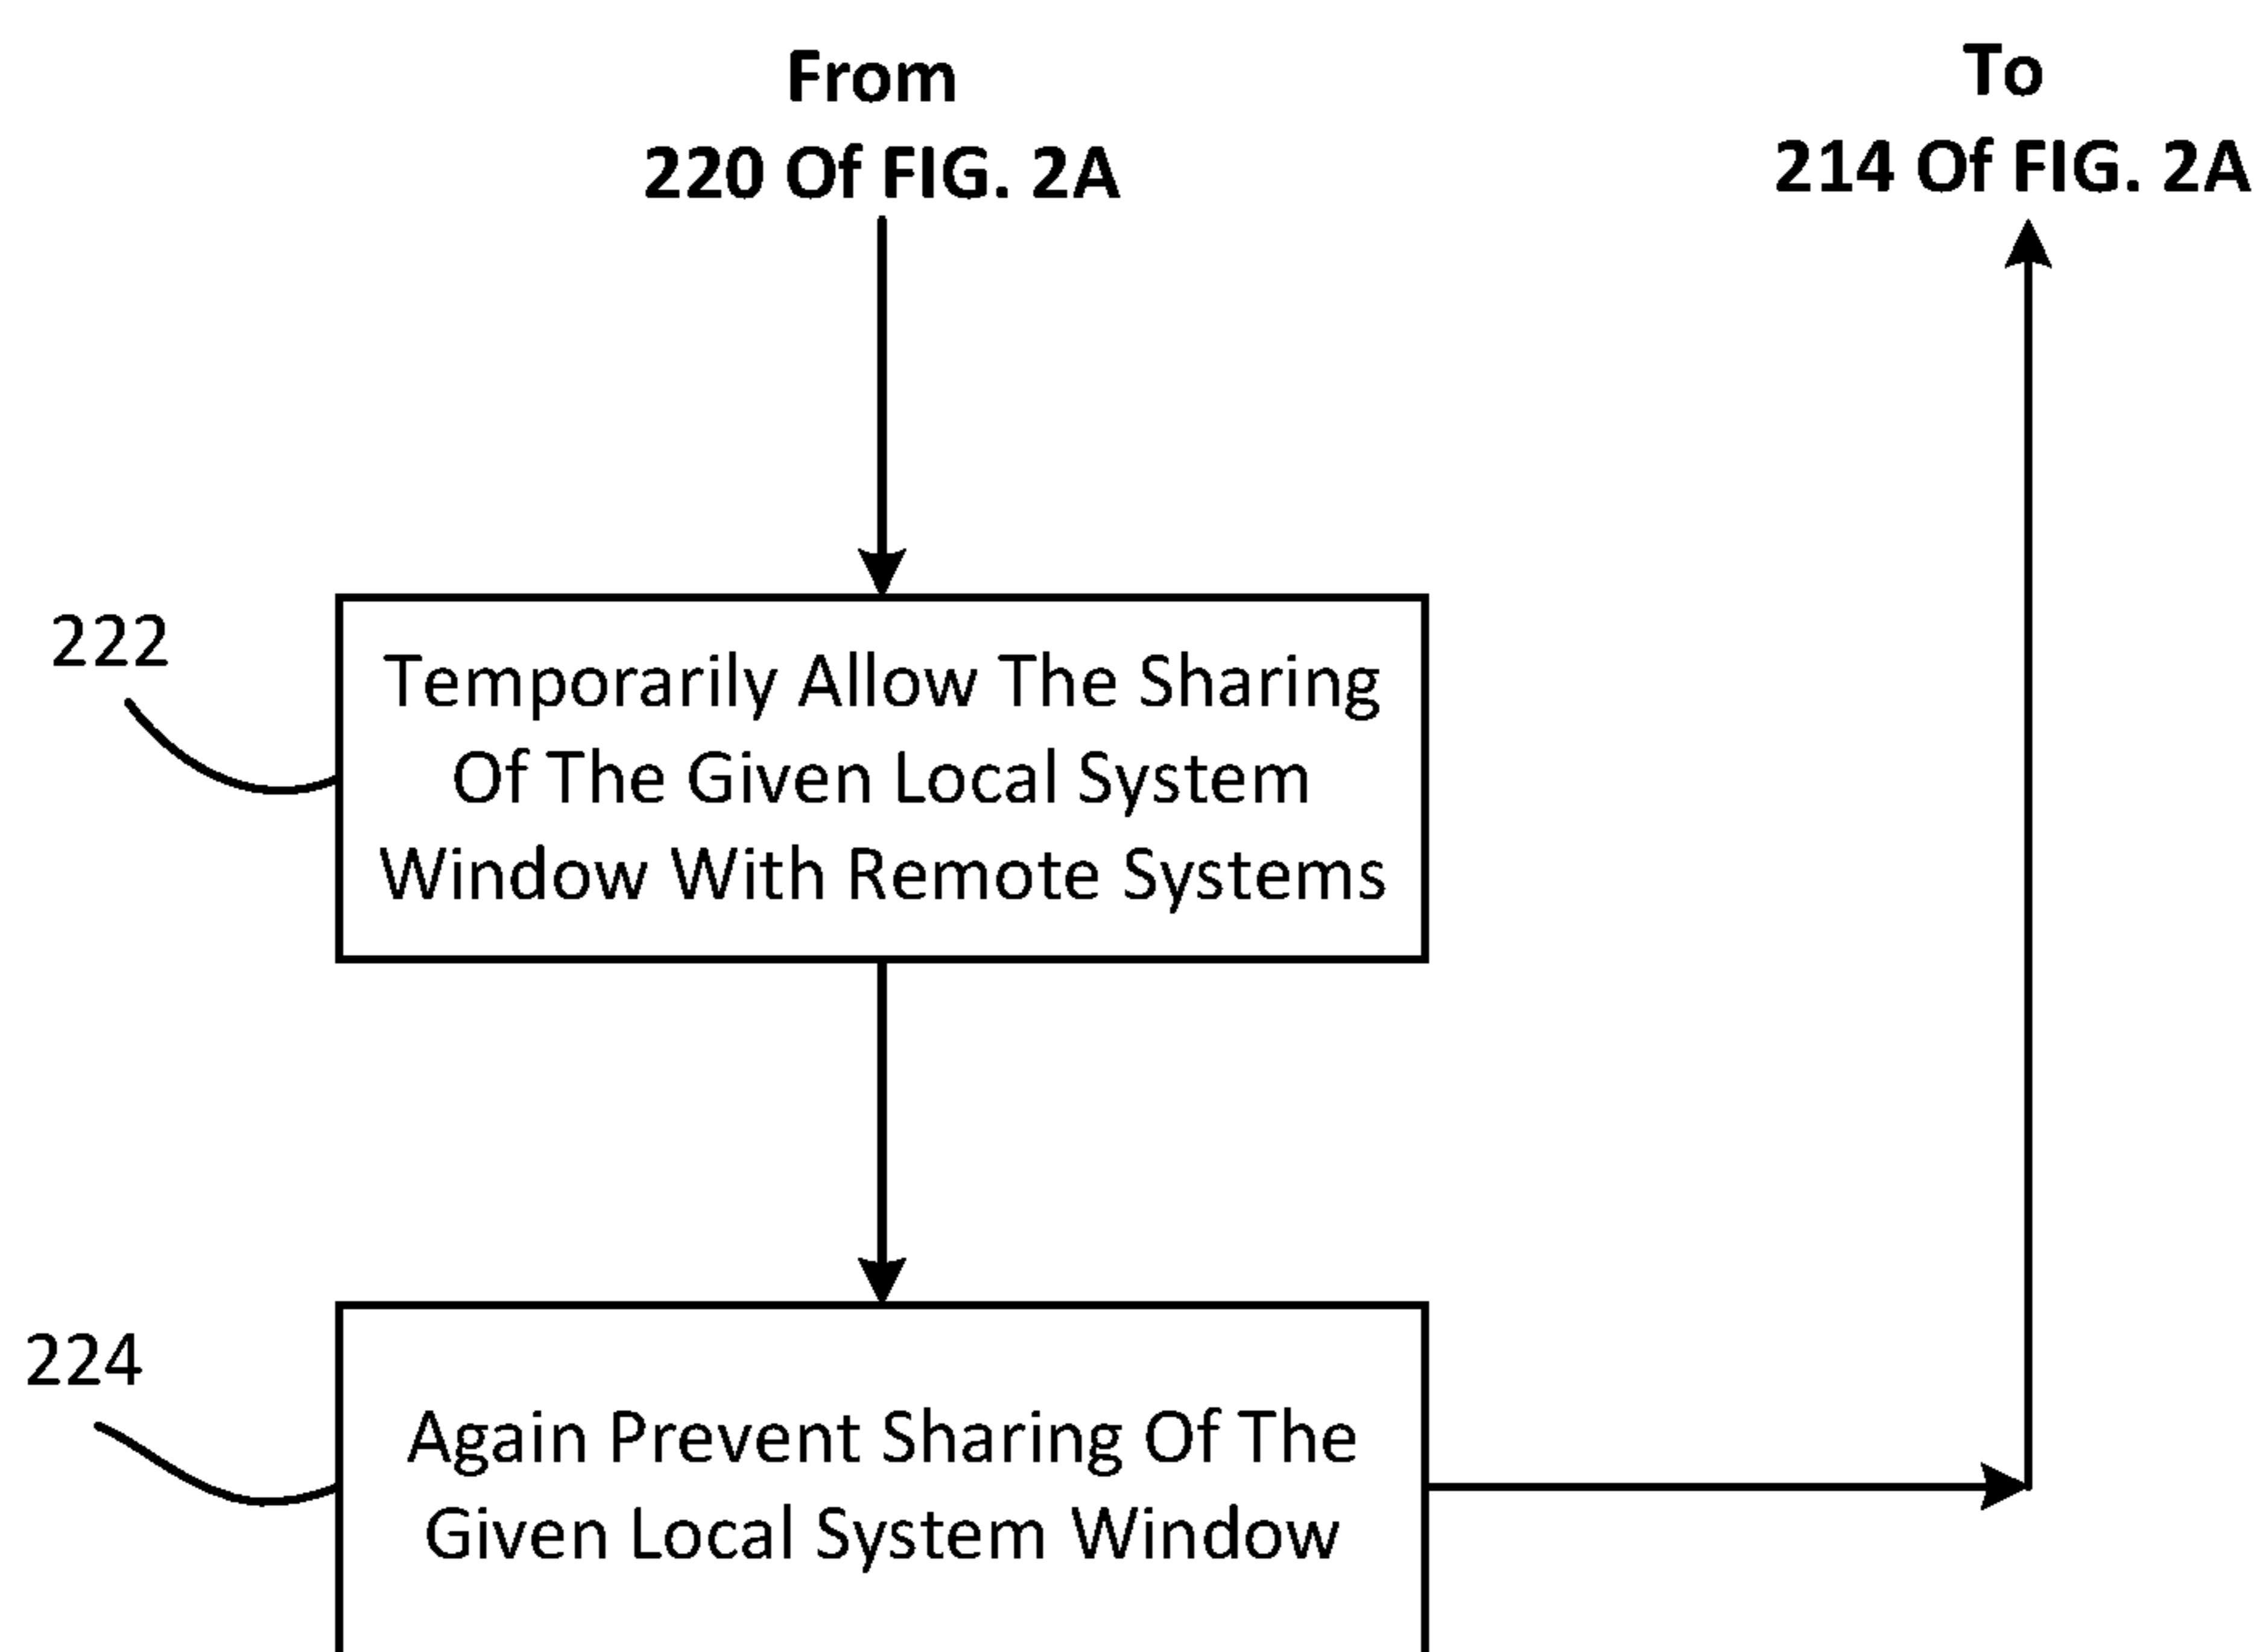 From
220 Of FIG. 2A
To
214 Of FIG. 2A
222
Temporarily Allow The Sharing
Of The Given Local System
Window With Remote Systems
224
Again Prevent Sharing Of The
Given Local System Window